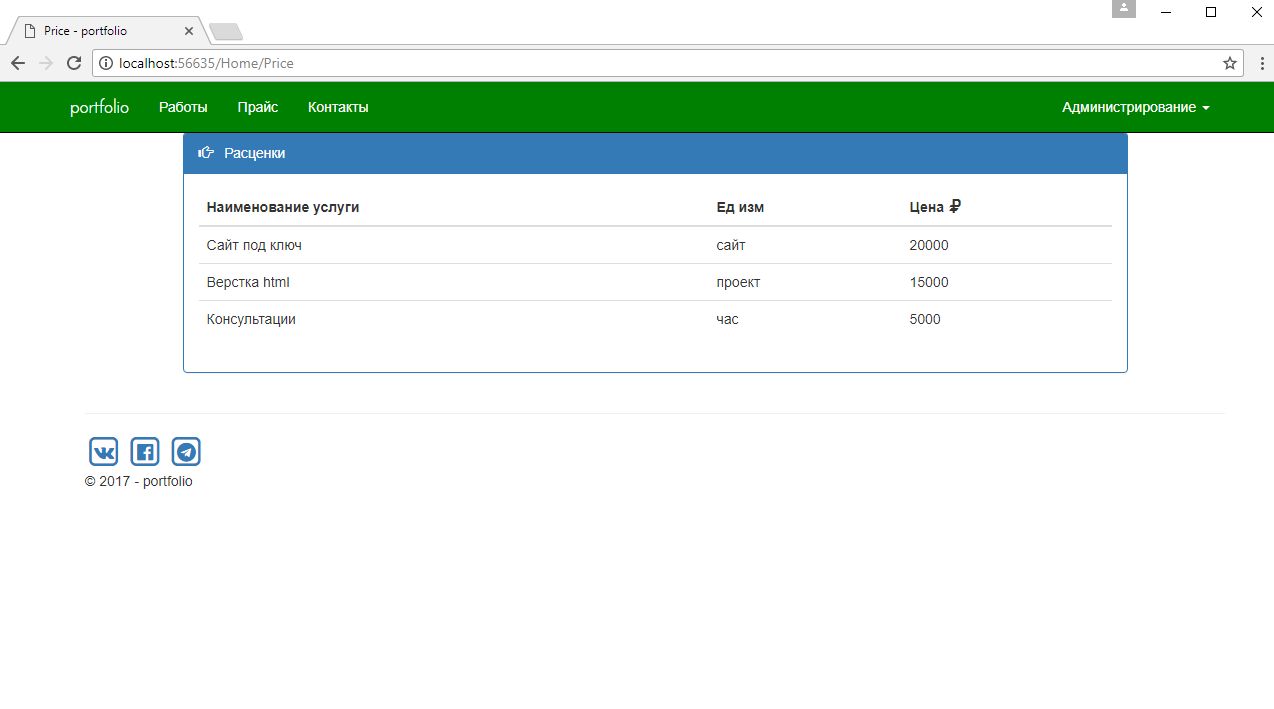 Price - portfolio
localhost:56635/Home/Price
portfolio Работы Прайс Контакты Администрирование
Расценки
Наименование услуги Ед изм Цена ₽
Сайт под ключ сайт 20000
Верстка html проект 15000
Консультации час 5000
© 2017 - portfolio